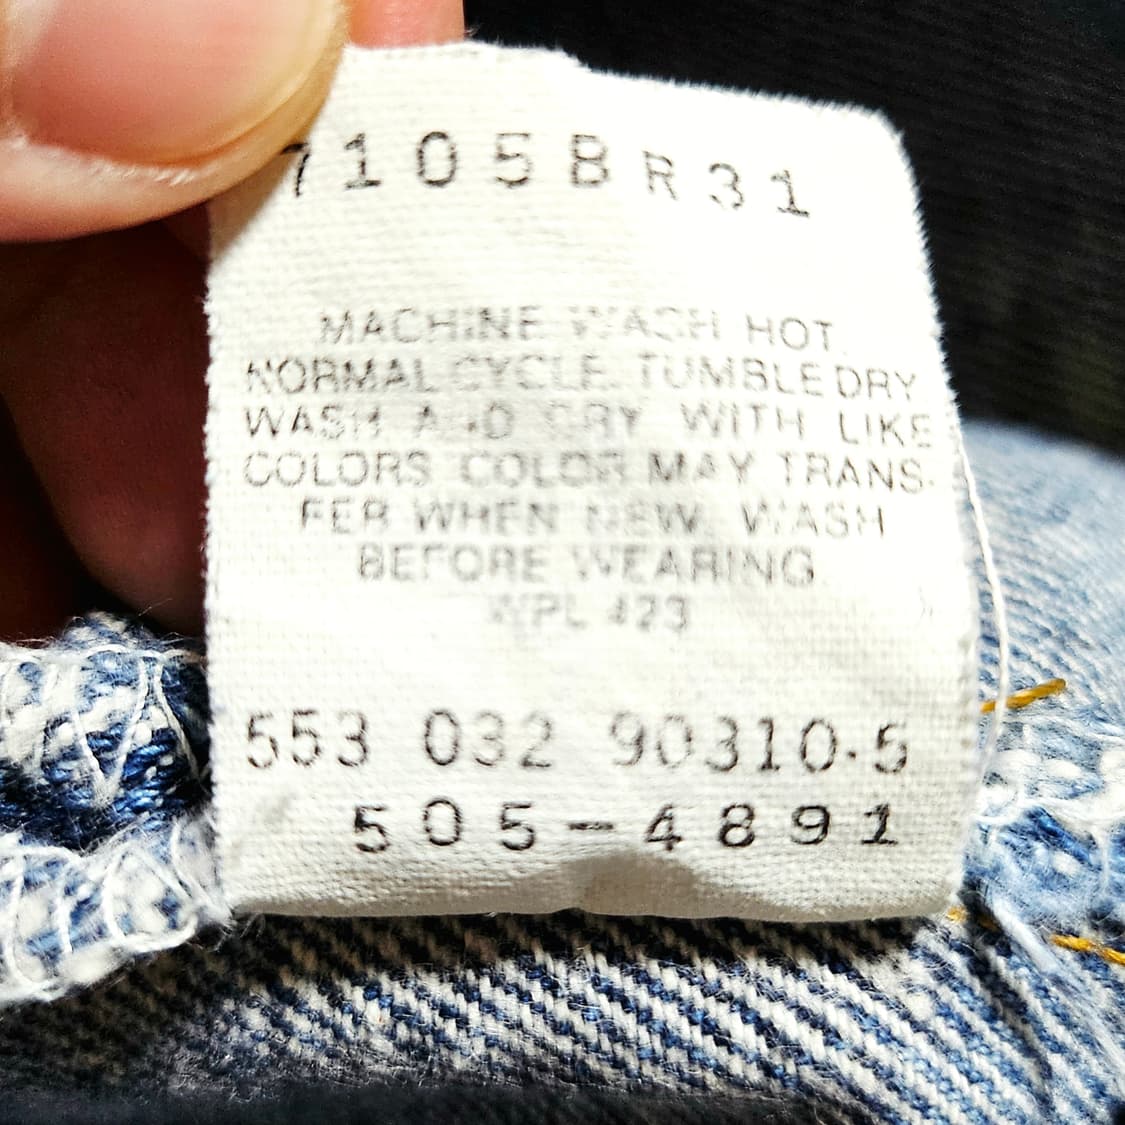 7105BR31
MACHINE WASH HOT.
NORMAL CYCLE. TUMBLE DRY
WASH AND DRY WITH LIKE
COLORS COLOR MAY TRANS-
FER WHEN NEW. WASH
BEFORE WEARING.
WPL 423
553 032 90310-5
505-4891